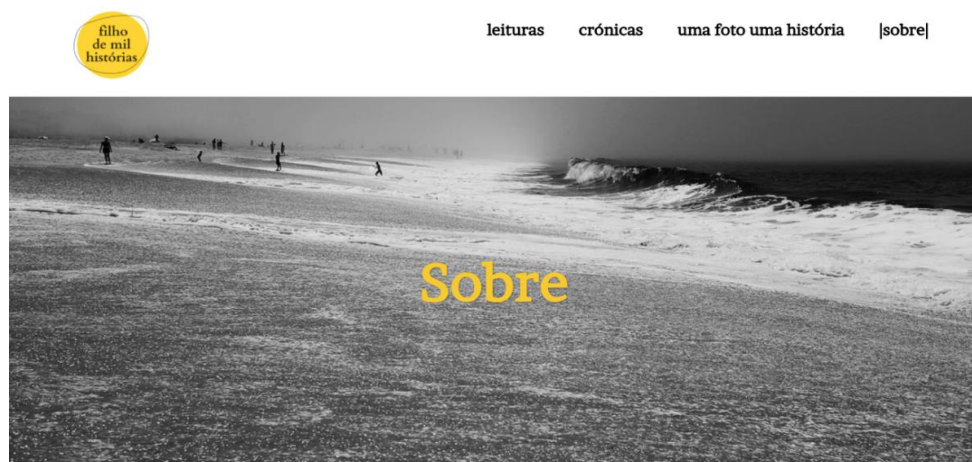 filho
de mil
histórias
leituras crónicas uma foto uma história |sobre|
Sobre